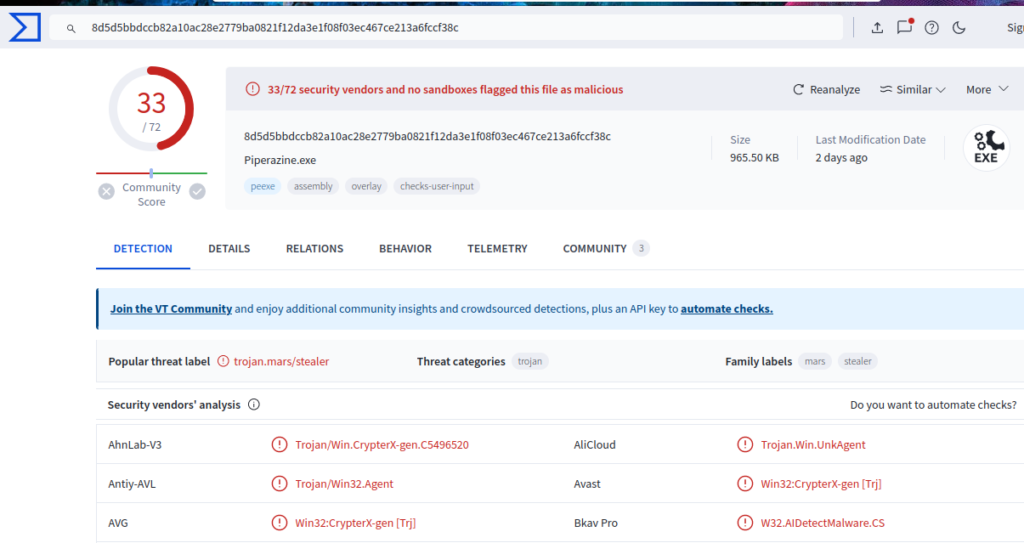 8d5d5bbdccb82a10ac28e2779ba0821f12da3e1f08f03ec467ce213a6fccf38c
Sig
33
/ 72
Community
Score
33/72 security vendors and no sandboxes flagged this file as malicious
Reanalyze
Similar
More
8d5d5bbdccb82a10ac28e2779ba0821f12da3e1f08f03ec467ce213a6fccf38c
Piperazine.exe
peexe
assembly
overlay
checks-user-input
Size
965.50 KB
Last Modification Date
2 days ago
EXE
DETECTION
DETAILS
RELATIONS
BEHAVIOR
TELEMETRY
COMMUNITY
3
Join the VT Community and enjoy additional community insights and crowdsourced detections, plus an API key to automate checks.
Popular threat label
trojan.mars/stealer
Threat categories
trojan
Family labels
mars
stealer
Security vendors' analysis
Do you want to automate checks?
AhnLab-V3
Trojan/Win.CrypterX-gen.C5496520
AliCloud
Trojan.Win.UnkAgent
Antiy-AVL
Trojan/Win32.Agent
Avast
Win32:CrypterX-gen [Trj]
AVG
Win32:CrypterX-gen [Trj]
Bkav Pro
W32.AIDetectMalware.CS